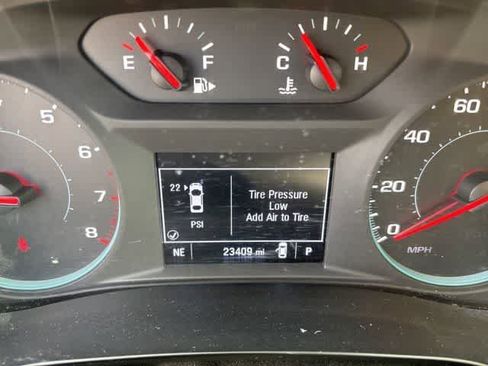 E F C H
5
6
7
8
22
PSI
Tire Pressure
Low
Add Air to Tire
NE 23409 mi P
100
60
40
20
0
MPH